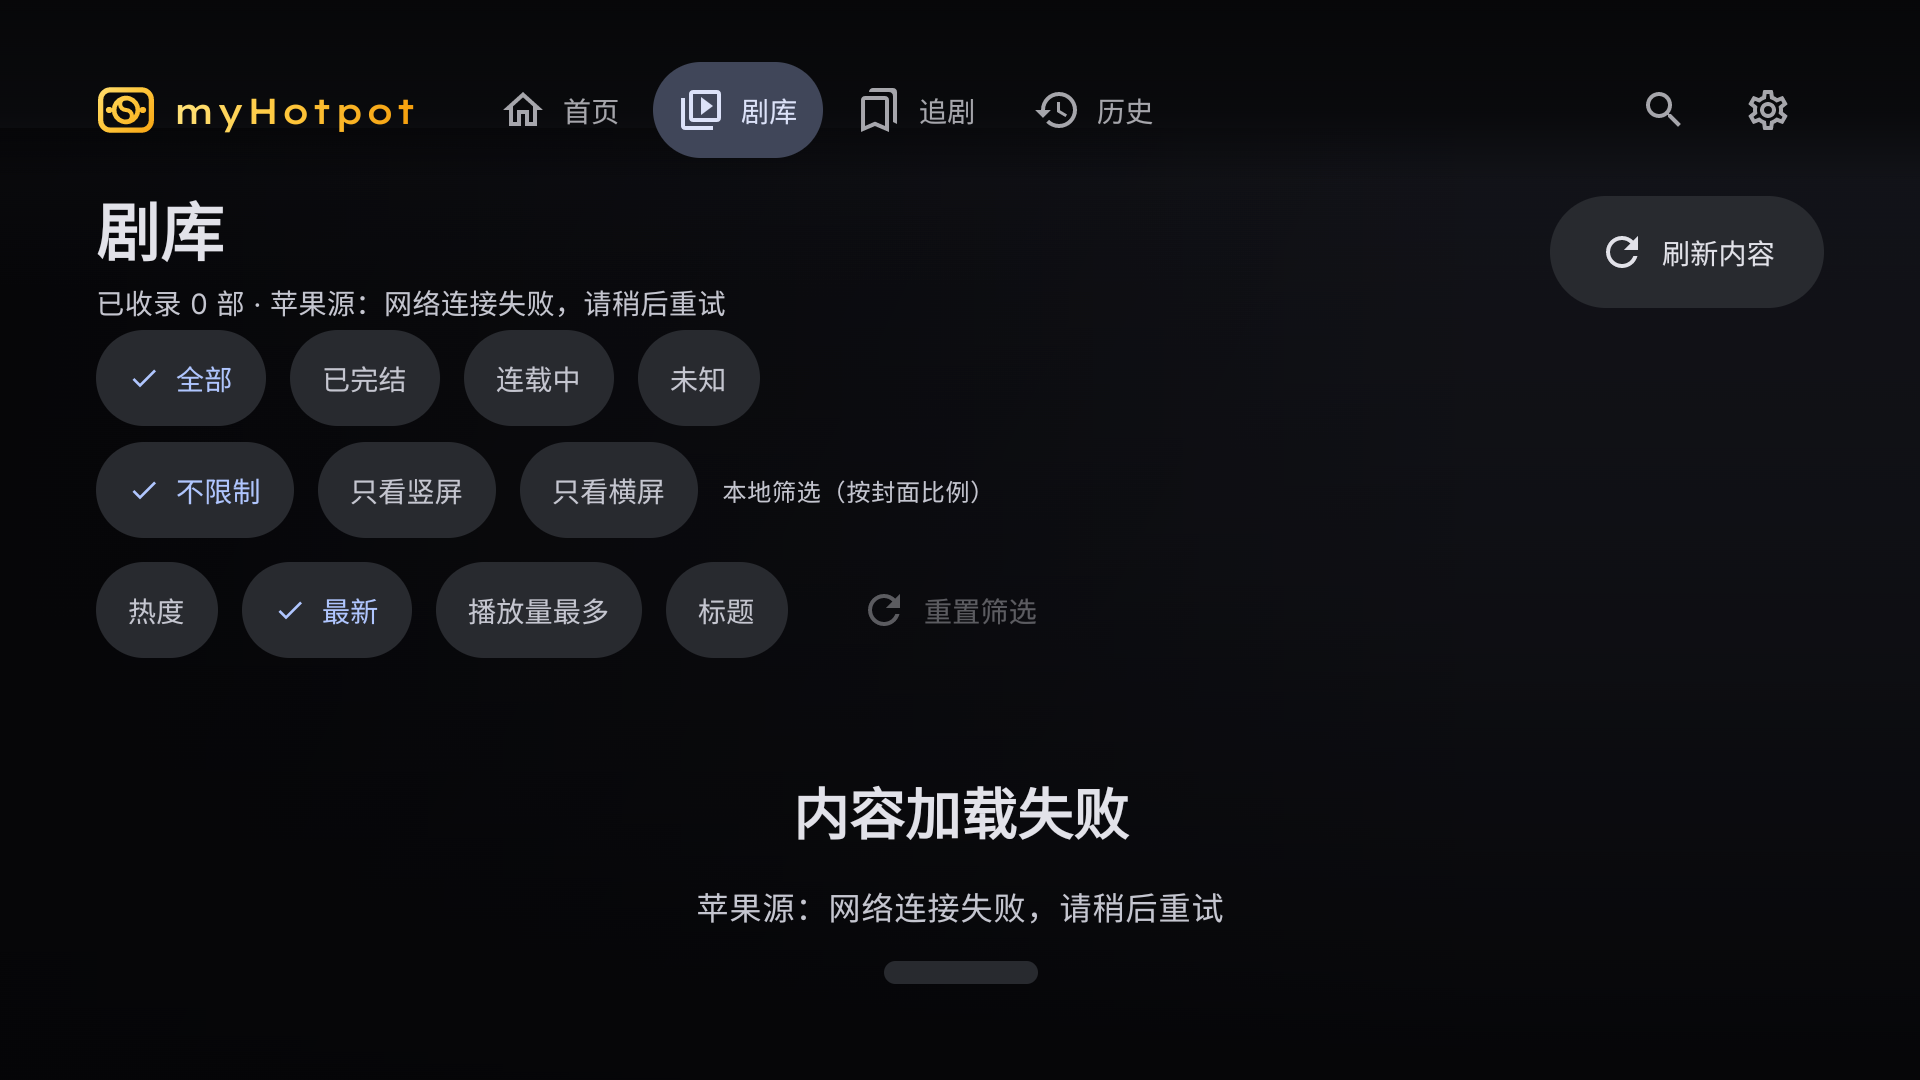 myHotpot
首页
剧库
追剧
历史
剧库
刷新内容
已收录 0 部 · 苹果源：网络连接失败，请稍后重试
全部
已完结
连载中
未知
不限制
只看竖屏
只看横屏
本地筛选（按封面比例）
热度
最新
播放量最多
标题
重置筛选
内容加载失败
苹果源：网络连接失败，请稍后重试